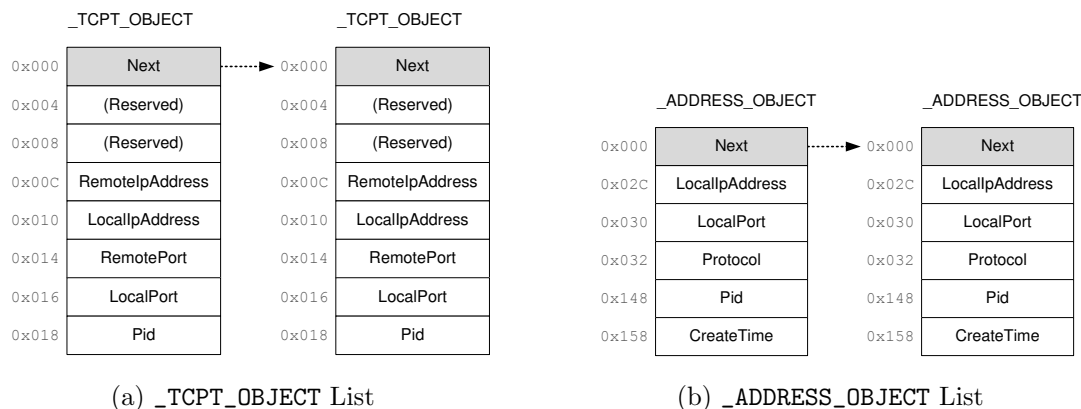 _TCPT_OBJECT _TCPT_OBJECT
0x000 Next 0x000 Next
0x004 (Reserved) 0x004 (Reserved)
0x008 (Reserved) 0x008 (Reserved)
0x00C RemoteIpAddress 0x00C RemoteIpAddress
0x010 LocalIpAddress 0x010 LocalIpAddress
0x014 RemotePort 0x014 RemotePort
0x016 LocalPort 0x016 LocalPort
0x018 Pid 0x018 Pid
(a) _TCPT_OBJECT List
_ADDRESS_OBJECT _ADDRESS_OBJECT
0x000 Next 0x000 Next
0x02C LocalIpAddress 0x02C LocalIpAddress
0x030 LocalPort 0x030 LocalPort
0x032 Protocol 0x032 Protocol
0x148 Pid 0x148 Pid
0x158 CreateTime 0x158 CreateTime
(b) _ADDRESS_OBJECT List